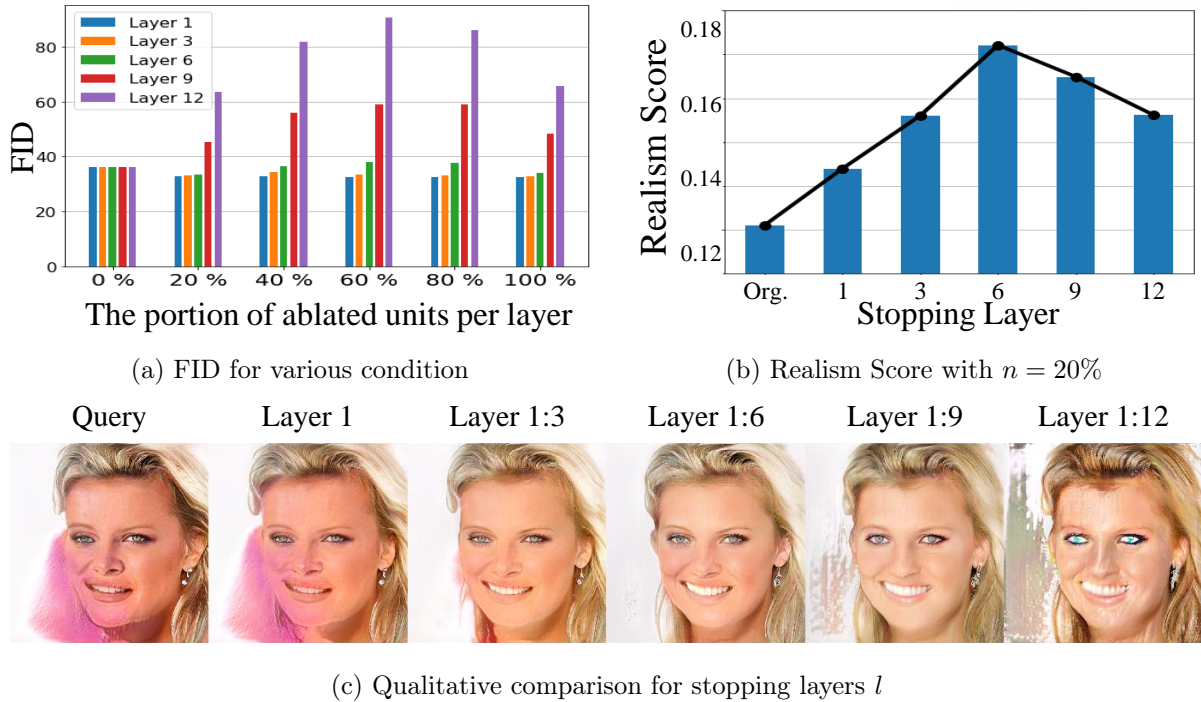 Layer 1
Layer 3
Layer 6
Layer 9
Layer 12
FID
80
60
40
20
0
0 % 20 % 40 % 60 % 80 % 100 %
The portion of ablated units per layer
(a) FID for various condition
Realism Score
0.18
0.16
0.14
0.12
Org. 1 3 6 9 12
Stopping Layer
(b) Realism Score with n = 20%
Query Layer 1 Layer 1:3 Layer 1:6 Layer 1:9 Layer 1:12
(c) Qualitative comparison for stopping layers l